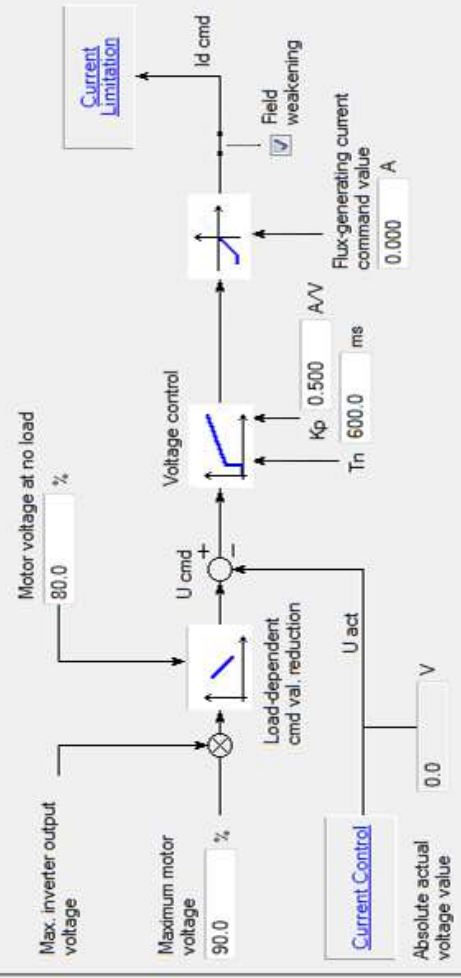 Max. inverter output
voltage
Motor voltage at no load
80.0 %
Maximum motor
voltage
90.0 %
Load-dependent
cmd val. reduction
U cmd
+
−
Voltage control
Kp 0.500 A/V
Tn 600.0 ms
Flux-generating current
command value
0.000 A
Field
weakening
Id cmd
Current
Limitation
Current Control
U act
Absolute actual
voltage value
0.0 V